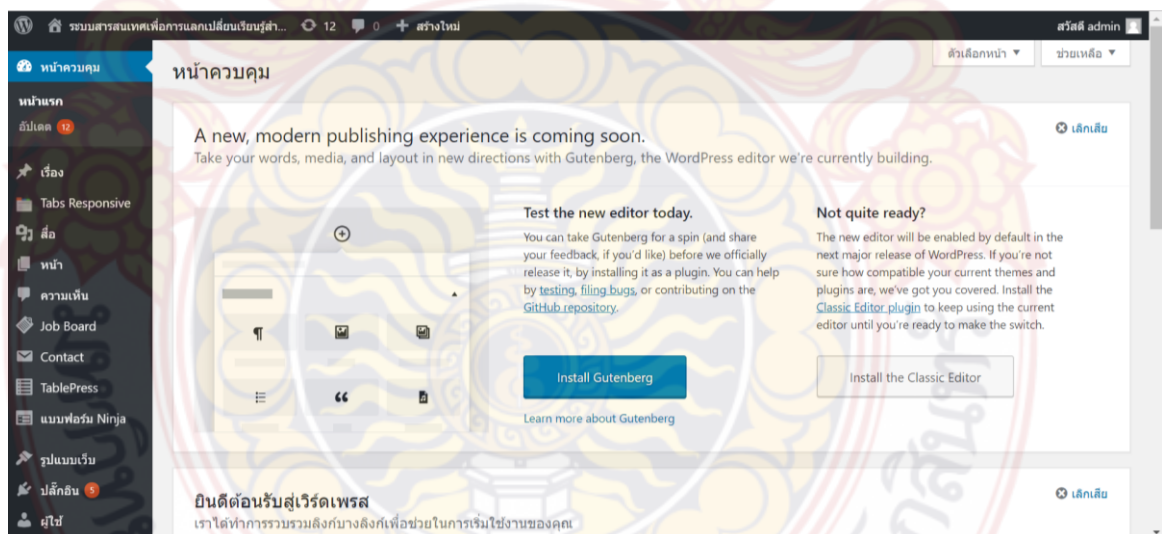 ระบบสารสนเทศเพื่อการแลกเปลี่ยนเรียนรู้สำ... 12 0 + สร้างใหม่ สวัสดี admin
ตัวเลือกหน้า ▼ ช่วยเหลือ ▼
หน้าควบคุม
หน้าแรก
อัปเดต 12
เรื่อง
Tabs Responsive
สื่อ
หน้า
ความเห็น
Job Board
Contact
TablePress
แบบฟอร์ม Ninja
รูปแบบเว็บ
ปลั๊กอิน 5
ผู้ใช้
หน้าควบคุม
A new, modern publishing experience is coming soon.
เลิกเสีย
Take your words, media, and layout in new directions with Gutenberg, the WordPress editor we're currently building.
Test the new editor today.
You can take Gutenberg for a spin (and share
your feedback, if you'd like) before we officially
release it, by installing it as a plugin. You can help
by testing, filing bugs, or contributing on the
GitHub repository.
Install Gutenberg
Learn more about Gutenberg
Not quite ready?
The new editor will be enabled by default in the
next major release of WordPress. If you're not
sure how compatible your current themes and
plugins are, we've got you covered. Install the
Classic Editor plugin to keep using the current
editor until you're ready to make the switch.
Install the Classic Editor
ยินดีต้อนรับสู่เวิร์ดเพรส
เลิกเสีย
เราได้ทำการรวบรวมลิงก์บางลิงก์เพื่อช่วยในการเริ่มใช้งานของคุณ